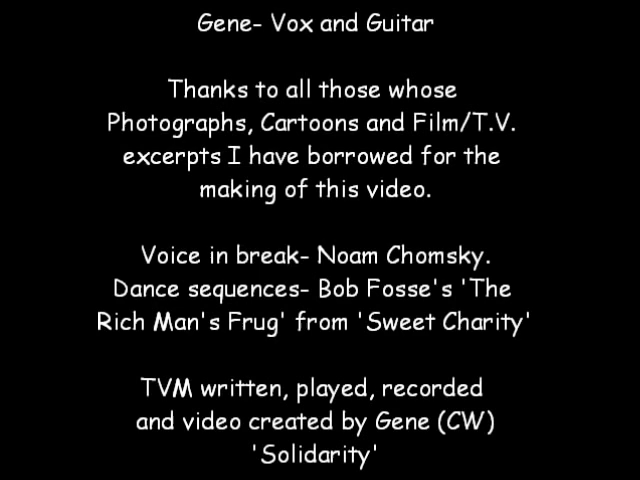 Gene- Vox and Guitar
Thanks to all those whose
Photographs, Cartoons and Film/T.V.
excerpts I have borrowed for the
making of this video.
Voice in break- Noam Chomsky.
Dance sequences- Bob Fosse's 'The
Rich Man's Frug' from 'Sweet Charity'
TVM written, played, recorded
and video created by Gene (CW)
'Solidarity'